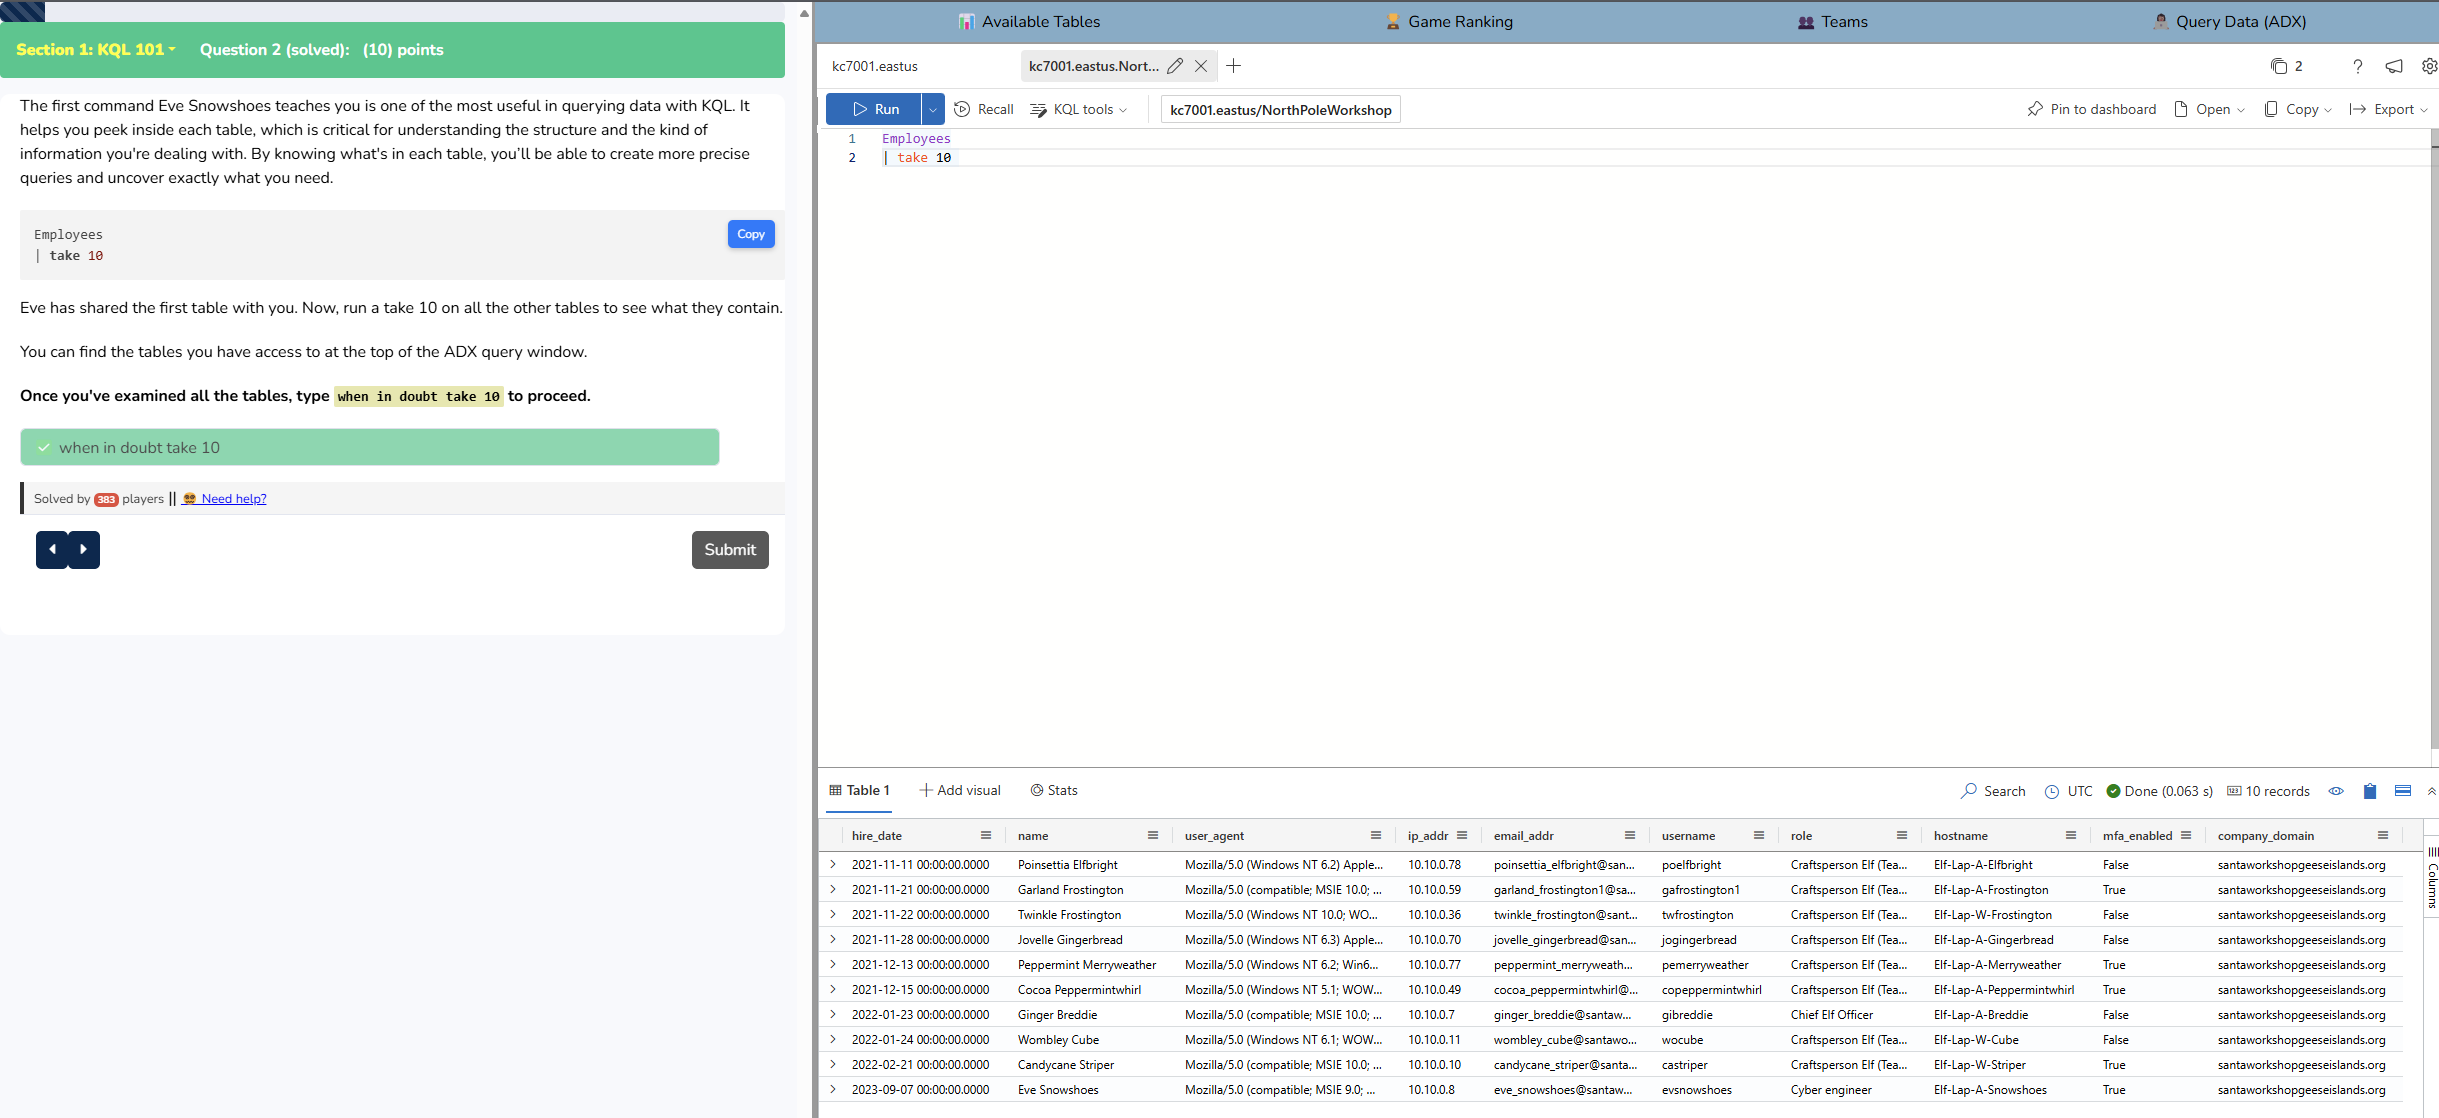 Section 1: KQL 101 Question 2 (solved): (10) points
The first command Eve Snowshoes teaches you is one of the most useful in querying data with KQL. It
helps you peek inside each table, which is critical for understanding the structure and the kind of
information you're dealing with. By knowing what's in each table, you’ll be able to create more precise
queries and uncover exactly what you need.
Employees
| take 10
Copy
Eve has shared the first table with you. Now, run a take 10 on all the other tables to see what they contain.
You can find the tables you have access to at the top of the ADX query window.
Once you've examined all the tables, type when in doubt take 10 to proceed.
when in doubt take 10
Solved by 383 players || Need help?
Submit
Available Tables Game Ranking Teams Query Data (ADX)
kc7001.eastus kc7001.eastus.Nort... 2 ?
Run Recall KQL tools kc7001.eastus/NorthPoleWorkshop Pin to dashboard Open Copy Export
1 Employees
2 | take 10
Table 1 Add visual Stats Search UTC Done (0.063 s) 10 records
hire_date name user_agent ip_addr email_addr username role hostname mfa_enabled company_domain
2021-11-11 00:00:00.0000 Poinsettia Elfbright Mozilla/5.0 (Windows NT 6.2) Apple... 10.10.0.78 poinsettia_elfbright@san... poelfbright Craftsperson Elf (Tea... Elf-Lap-A-Elfbright False santaworkshopgeeseislands.org
2021-11-21 00:00:00.0000 Garland Frostington Mozilla/5.0 (compatible; MSIE 10.0; ... 10.10.0.59 garland_frostington1@sa... gafrostington1 Craftsperson Elf (Tea... Elf-Lap-A-Frostington True santaworkshopgeeseislands.org
2021-11-22 00:00:00.0000 Twinkle Frostington Mozilla/5.0 (Windows NT 10.0; WO... 10.10.0.36 twinkle_frostington@sant... twfrostington Craftsperson Elf (Tea... Elf-Lap-W-Frostington False santaworkshopgeeseislands.org
2021-11-28 00:00:00.0000 Jovelle Gingerbread Mozilla/5.0 (Windows NT 6.3) Apple... 10.10.0.70 jovelle_gingerbread@san... jogingerbread Craftsperson Elf (Tea... Elf-Lap-A-Gingerbread False santaworkshopgeeseislands.org
2021-12-13 00:00:00.0000 Peppermint Merryweather Mozilla/5.0 (Windows NT 6.2; Win6... 10.10.0.77 peppermint_merryweath... pemerryweather Craftsperson Elf (Tea... Elf-Lap-A-Merryweather True santaworkshopgeeseislands.org
2021-12-15 00:00:00.0000 Cocoa Peppermintwhirl Mozilla/5.0 (Windows NT 5.1; WOW... 10.10.0.49 cocoa_peppermintwhirl@... copeppermintwhirl Craftsperson Elf (Tea... Elf-Lap-A-Peppermintwhirl True santaworkshopgeeseislands.org
2022-01-23 00:00:00.0000 Ginger Breddie Mozilla/5.0 (compatible; MSIE 10.0; ... 10.10.0.7 ginger_breddie@santaw... gibreddie Chief Elf Officer Elf-Lap-A-Breddie False santaworkshopgeeseislands.org
2022-01-24 00:00:00.0000 Wombley Cube Mozilla/5.0 (Windows NT 6.1; WOW... 10.10.0.11 wombley_cube@santawo... wocube Craftsperson Elf (Tea... Elf-Lap-W-Cube False santaworkshopgeeseislands.org
2022-02-21 00:00:00.0000 Candycane Striper Mozilla/5.0 (compatible; MSIE 10.0; ... 10.10.0.10 candycane_striper@santa... castriper Craftsperson Elf (Tea... Elf-Lap-W-Striper True santaworkshopgeeseislands.org
2023-09-07 00:00:00.0000 Eve Snowshoes Mozilla/5.0 (compatible; MSIE 9.0; ... 10.10.0.8 eve_snowshoes@santaw... evsnowshoes Cyber engineer Elf-Lap-A-Snowshoes True santaworkshopgeeseislands.org
Columns